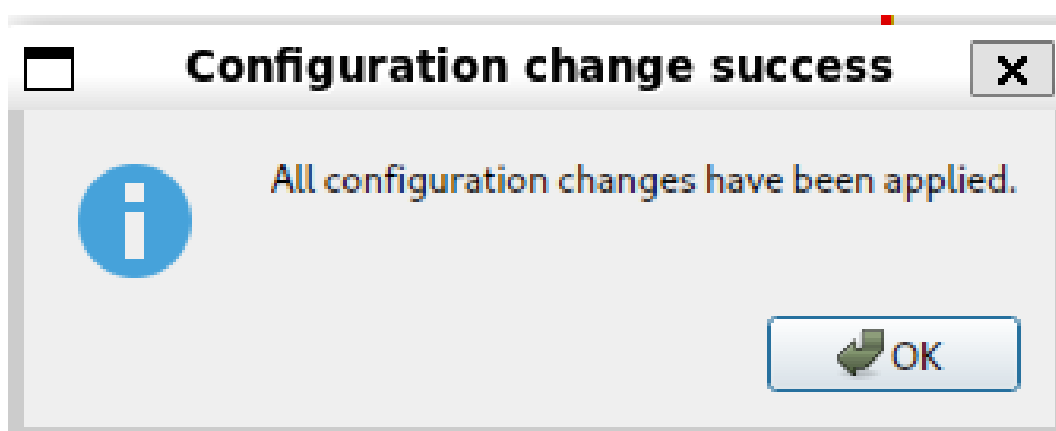 Configuration change success
All configuration changes have been applied.
OK